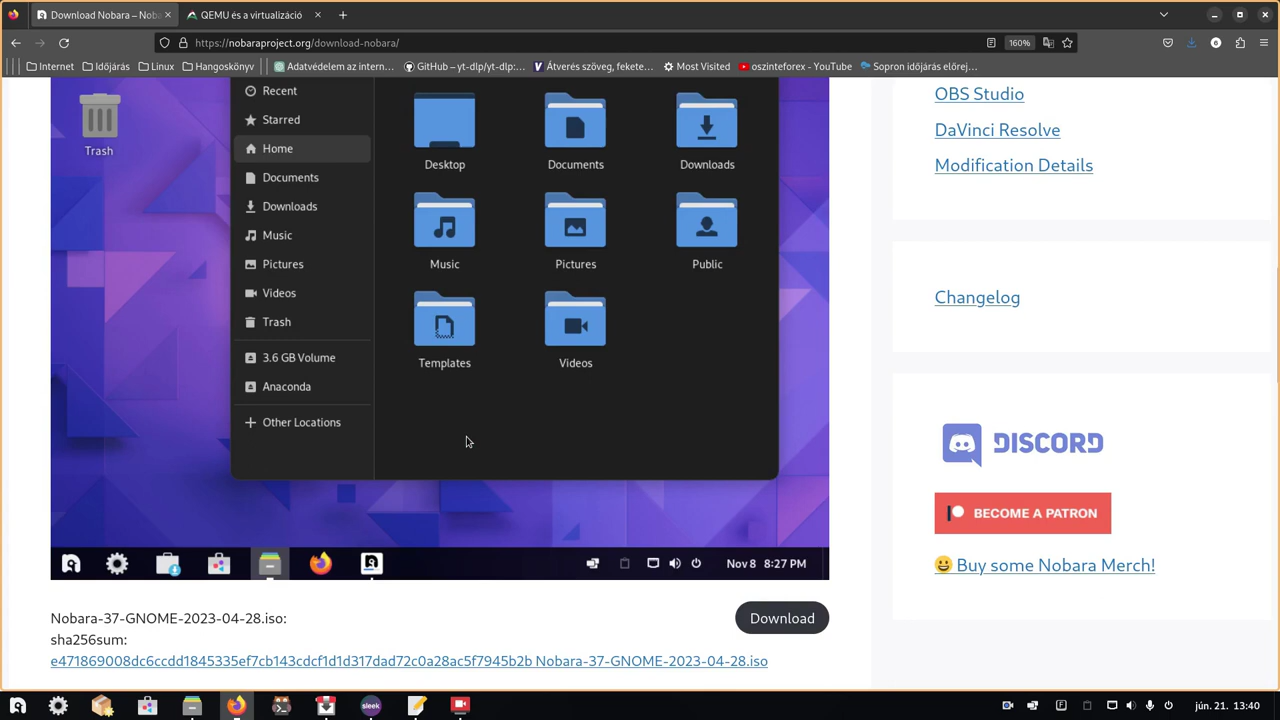 Download Nobara – Nob
QEMU és a virtualizáció
https://nobaraproject.org/download-nobara/
160%
Internet
Időjárás
Linux
Hangoskönyv
Adatvédelem az intern...
GitHub – yt-dlp/yt-dlp:...
Átverés szöveg, fekete...
Most Visited
oszinteforex - YouTube
Sopron időjárás előrej...
Trash
Recent
Starred
Home
Documents
Downloads
Music
Pictures
Videos
Trash
3.6 GB Volume
Anaconda
Other Locations
Desktop
Documents
Downloads
Music
Pictures
Public
Templates
Videos
Nov 8 8:27 PM
Nobara-37-GNOME-2023-04-28.iso:
Download
sha256sum:
e471869008dc6ccdd1845335ef7cb143cdcf1d1d317dad72c0a28ac5f7945b2b Nobara-37-GNOME-2023-04-28.iso
OBS Studio
DaVinci Resolve
Modification Details
Changelog
DISCORD
BECOME A PATRON
😀 Buy some Nobara Merch!
sleek
jún. 21. 13:40